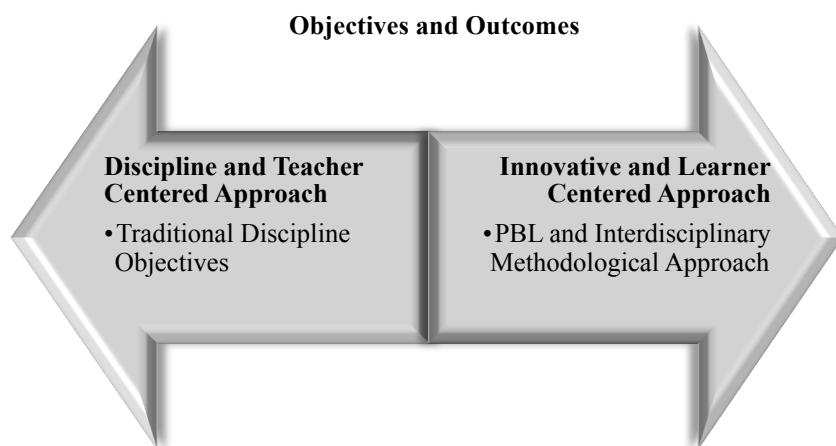 Objectives and Outcomes
Discipline and Teacher
Centered Approach
•Traditional Discipline
Objectives
Innovative and Learner
Centered Approach
•PBL and Interdisciplinary
Methodological Approach